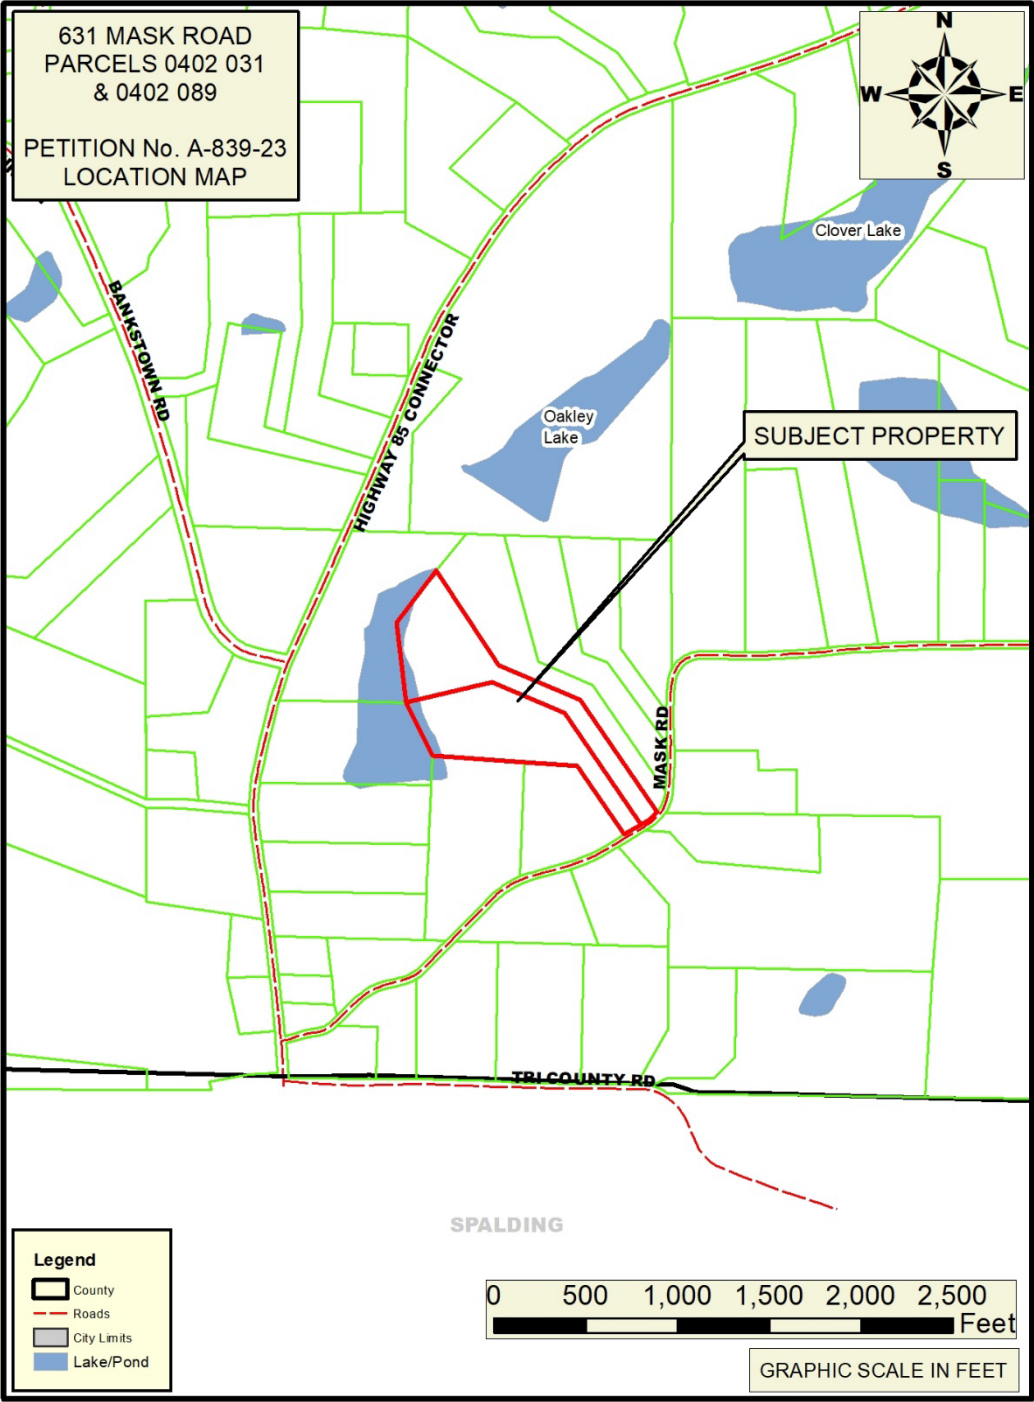 631 MASK ROAD
PARCELS 0402 031
& 0402 089
PETITION No. A-839-23
LOCATION MAP
N
W
E
S
Clover Lake
BANKSTOWN RD
HIGHWAY 85 CONNECTOR
Oakley
Lake
SUBJECT PROPERTY
MASK RD
TRI COUNTY RD
SPALDING
Legend
County
Roads
City Limits
Lake/Pond
0 500 1,000 1,500 2,000 2,500
Feet
GRAPHIC SCALE IN FEET